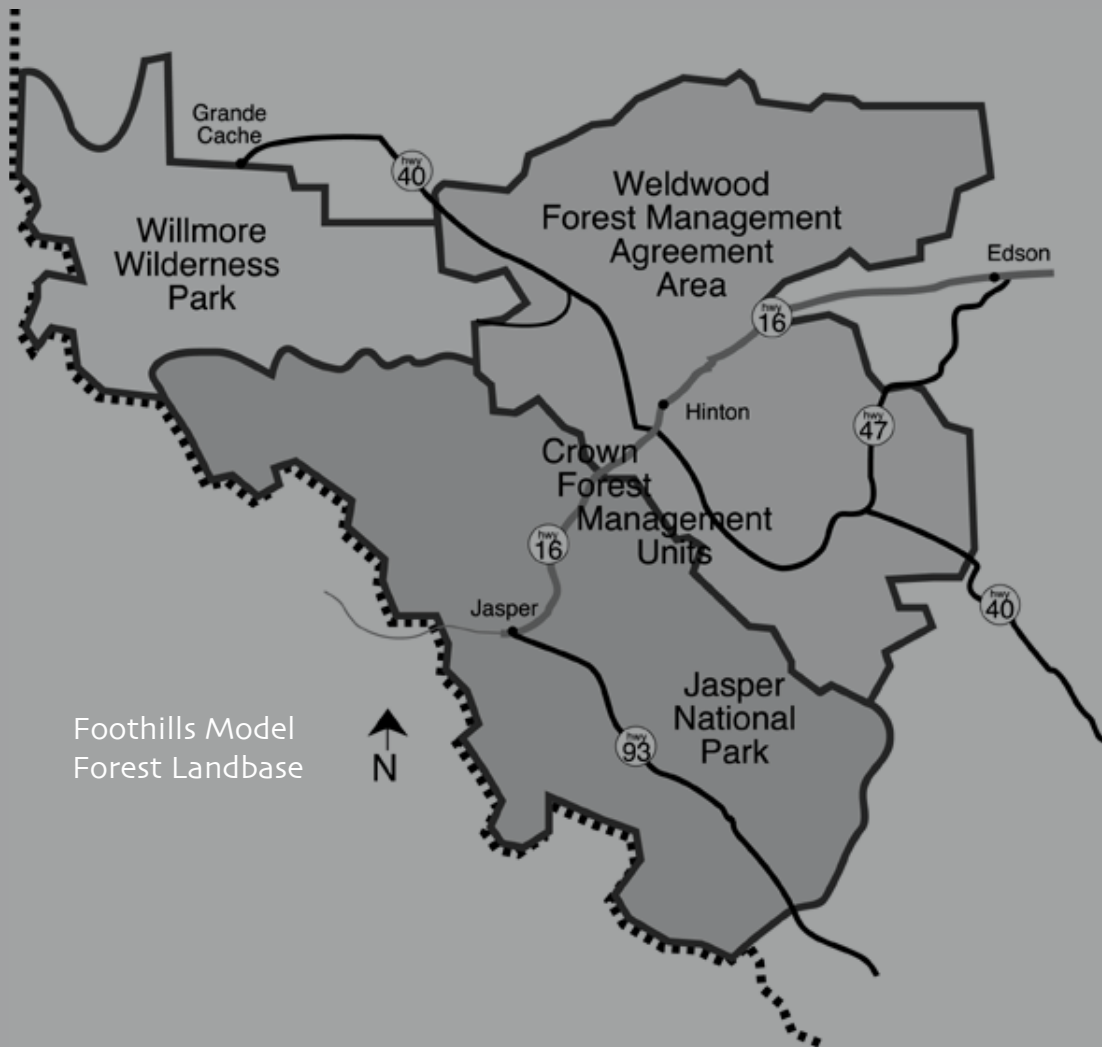 Grande
Cache
hwy
40
Weldwood
Forest Management
Agreement
Area
Willmore
Wilderness
Park
Edson
hwy
16
Hinton
hwy
47
Crown
Forest
Management
Units
hwy
16
Jasper
hwy
40
Jasper
National
Park
hwy
93
Foothills Model
Forest Landbase
N